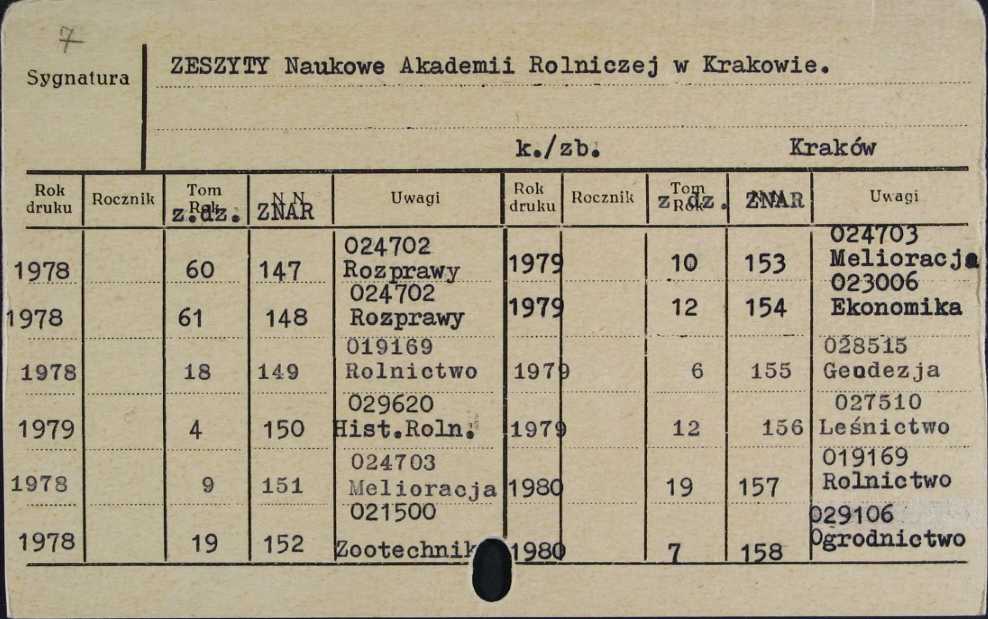 7
Sygnatura
ZESZYTY Naukowe Akademii Rolniczej w Krakowie.
k./zb. Kraków
Rok druku Rocznik Tom Rok z.dz. N N ZNAR Uwagi Rok druku Rocznik Tom Rok z dz. ZNAR Uwagi
1978 60 147 024702 Rozprawy 1979 10 153 024703 Melioracja
1978 61 148 024702 Rozprawy 1979 12 154 023006 Ekonomika
1978 18 149 019169 Rolnictwo 1979 6 155 028515 Geodezja
1979 4 150 029620 Hist.Roln. 1979 12 156 027510 Leśnictwo
1978 9 151 024703 Melioracja 1980 19 157 019169 Rolnictwo
1978 19 152 021500 Zootechnik 1980 7 158 029106 Ogrodnictwo